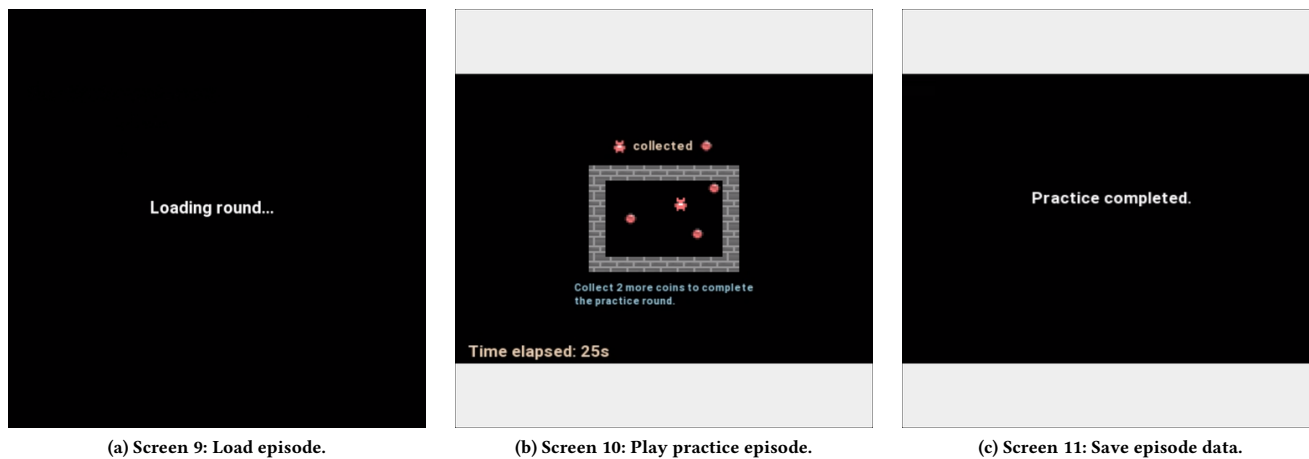 Loading round...
collected
Collect 2 more coins to complete
the practice round.
Time elapsed: 25s
Practice completed.
(a) Screen 9: Load episode.
(b) Screen 10: Play practice episode.
(c) Screen 11: Save episode data.